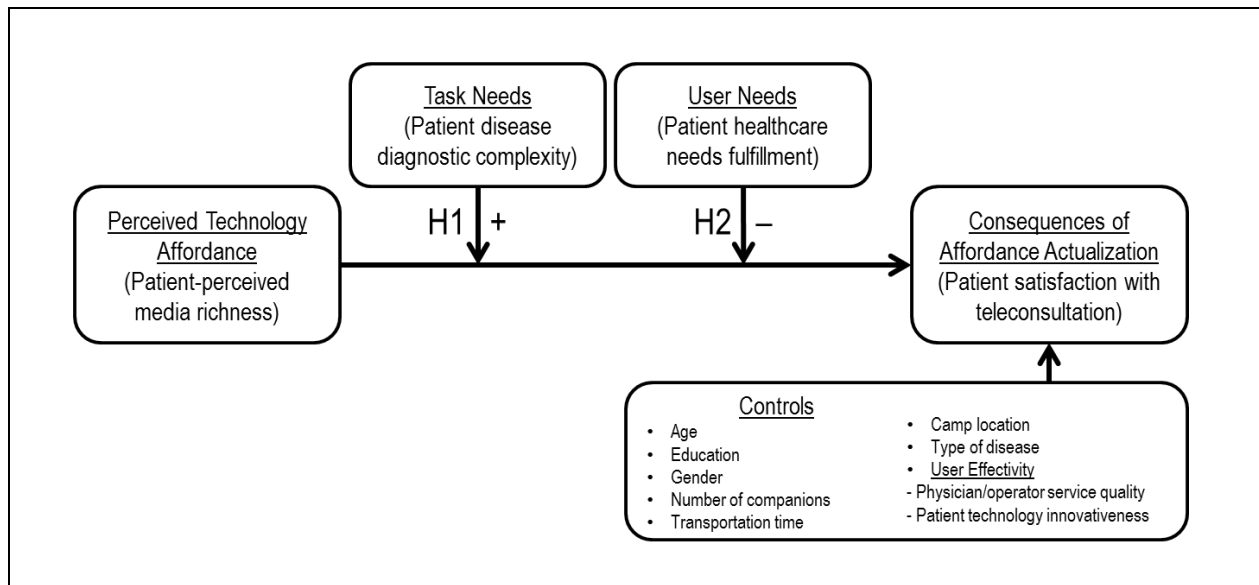 Task Needs
(Patient disease
diagnostic complexity)
User Needs
(Patient healthcare
needs fulfillment)
H1
+
H2
–
Perceived Technology
Affordance
(Patient-perceived
media richness)
Consequences of
Affordance Actualization
(Patient satisfaction with
teleconsultation)
Controls
• Age
• Education
• Gender
• Number of companions
• Transportation time
• Camp location
• Type of disease
• User Effectivity
- Physician/operator service quality
- Patient technology innovativeness